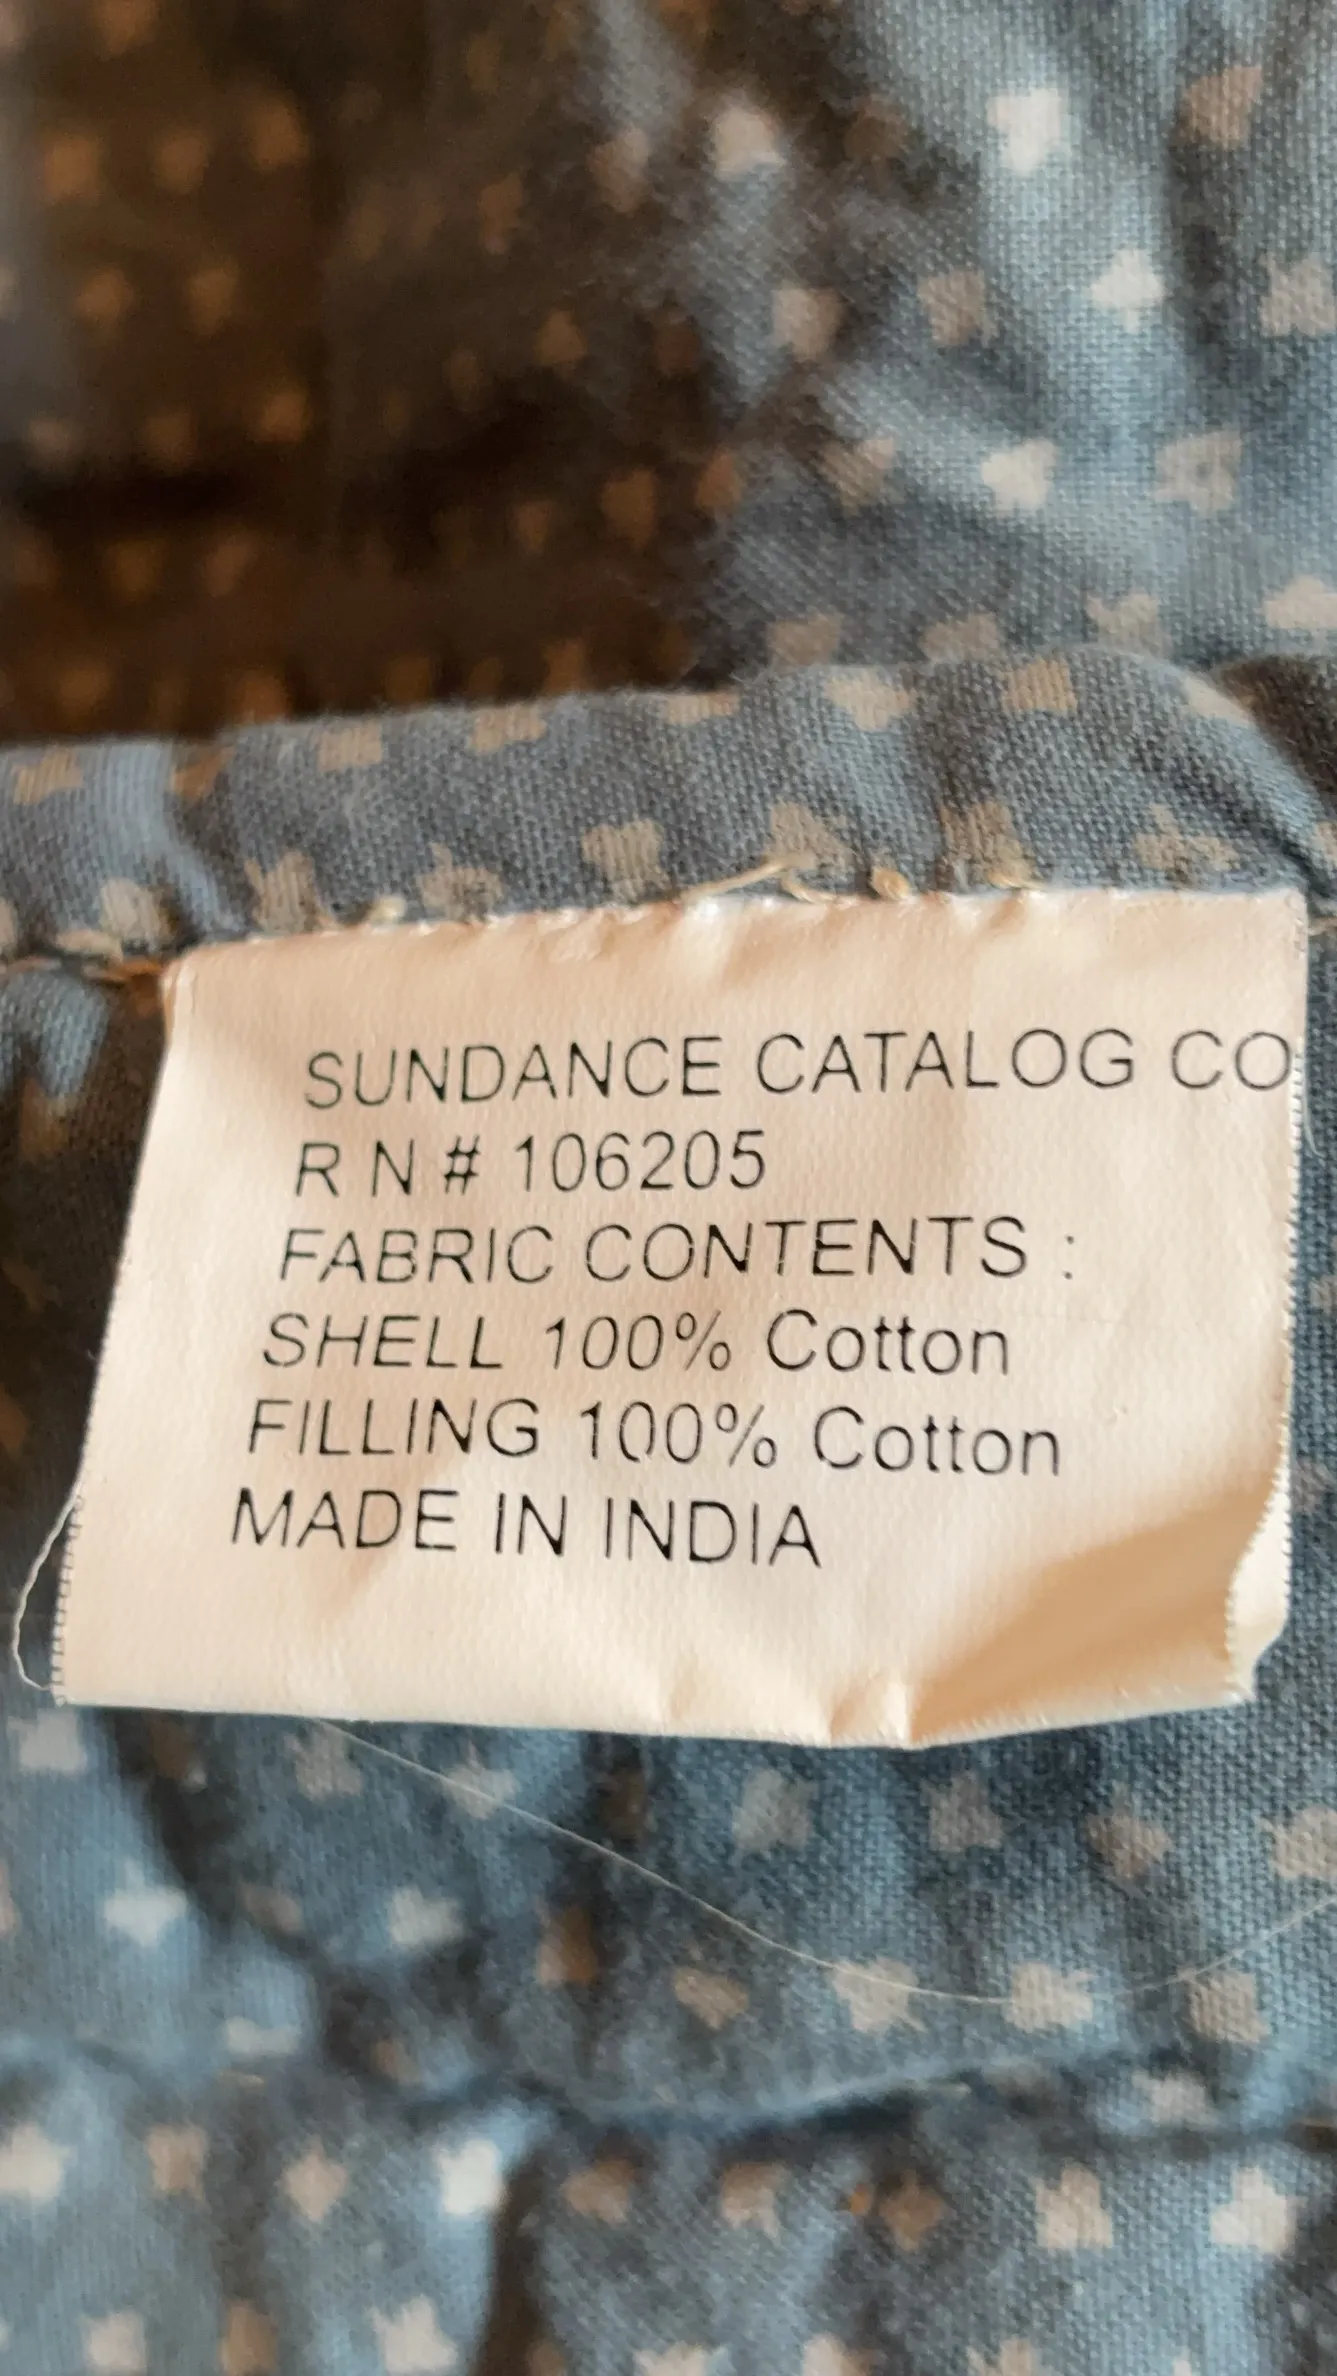 SUNDANCE CATALOG CO
R N # 106205
FABRIC CONTENTS :
SHELL 100% Cotton
FILLING 100% Cotton
MADE IN INDIA